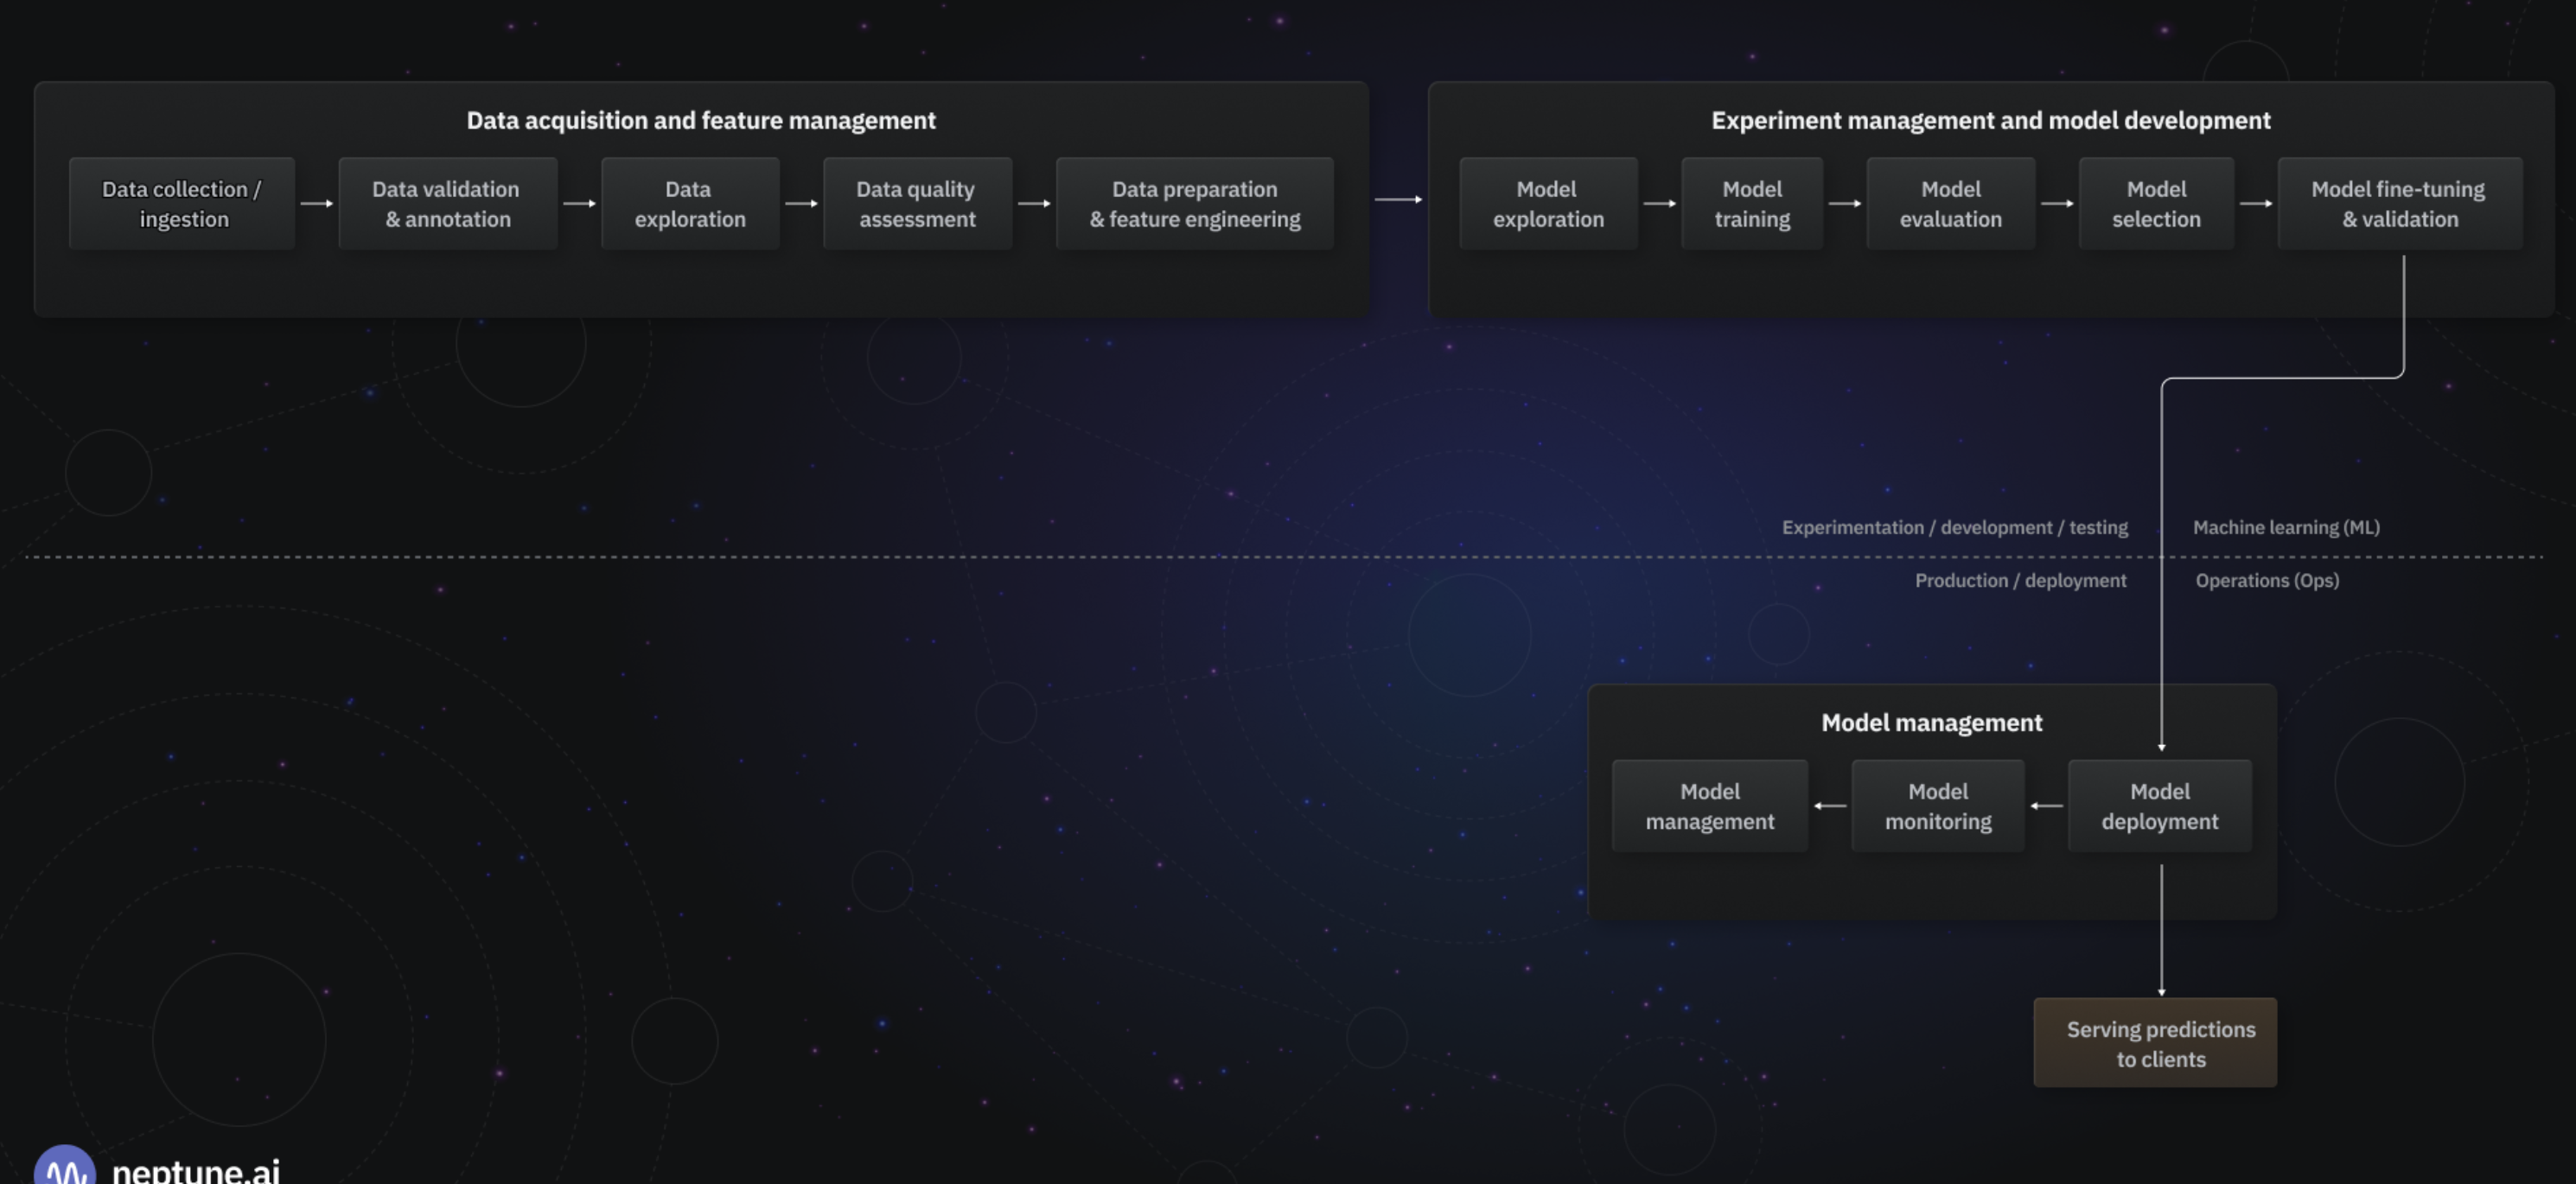 Data acquisition and feature management
Data collection /
ingestion
Data validation
& annotation
Data
exploration
Data quality
assessment
Data preparation
& feature engineering
Experiment management and model development
Model
exploration
Model
training
Model
evaluation
Model
selection
Model fine-tuning
& validation
Experimentation / development / testing
Machine learning (ML)
Production / deployment
Operations (Ops)
Model management
Model
management
Model
monitoring
Model
deployment
Serving predictions
to clients
neptune.ai